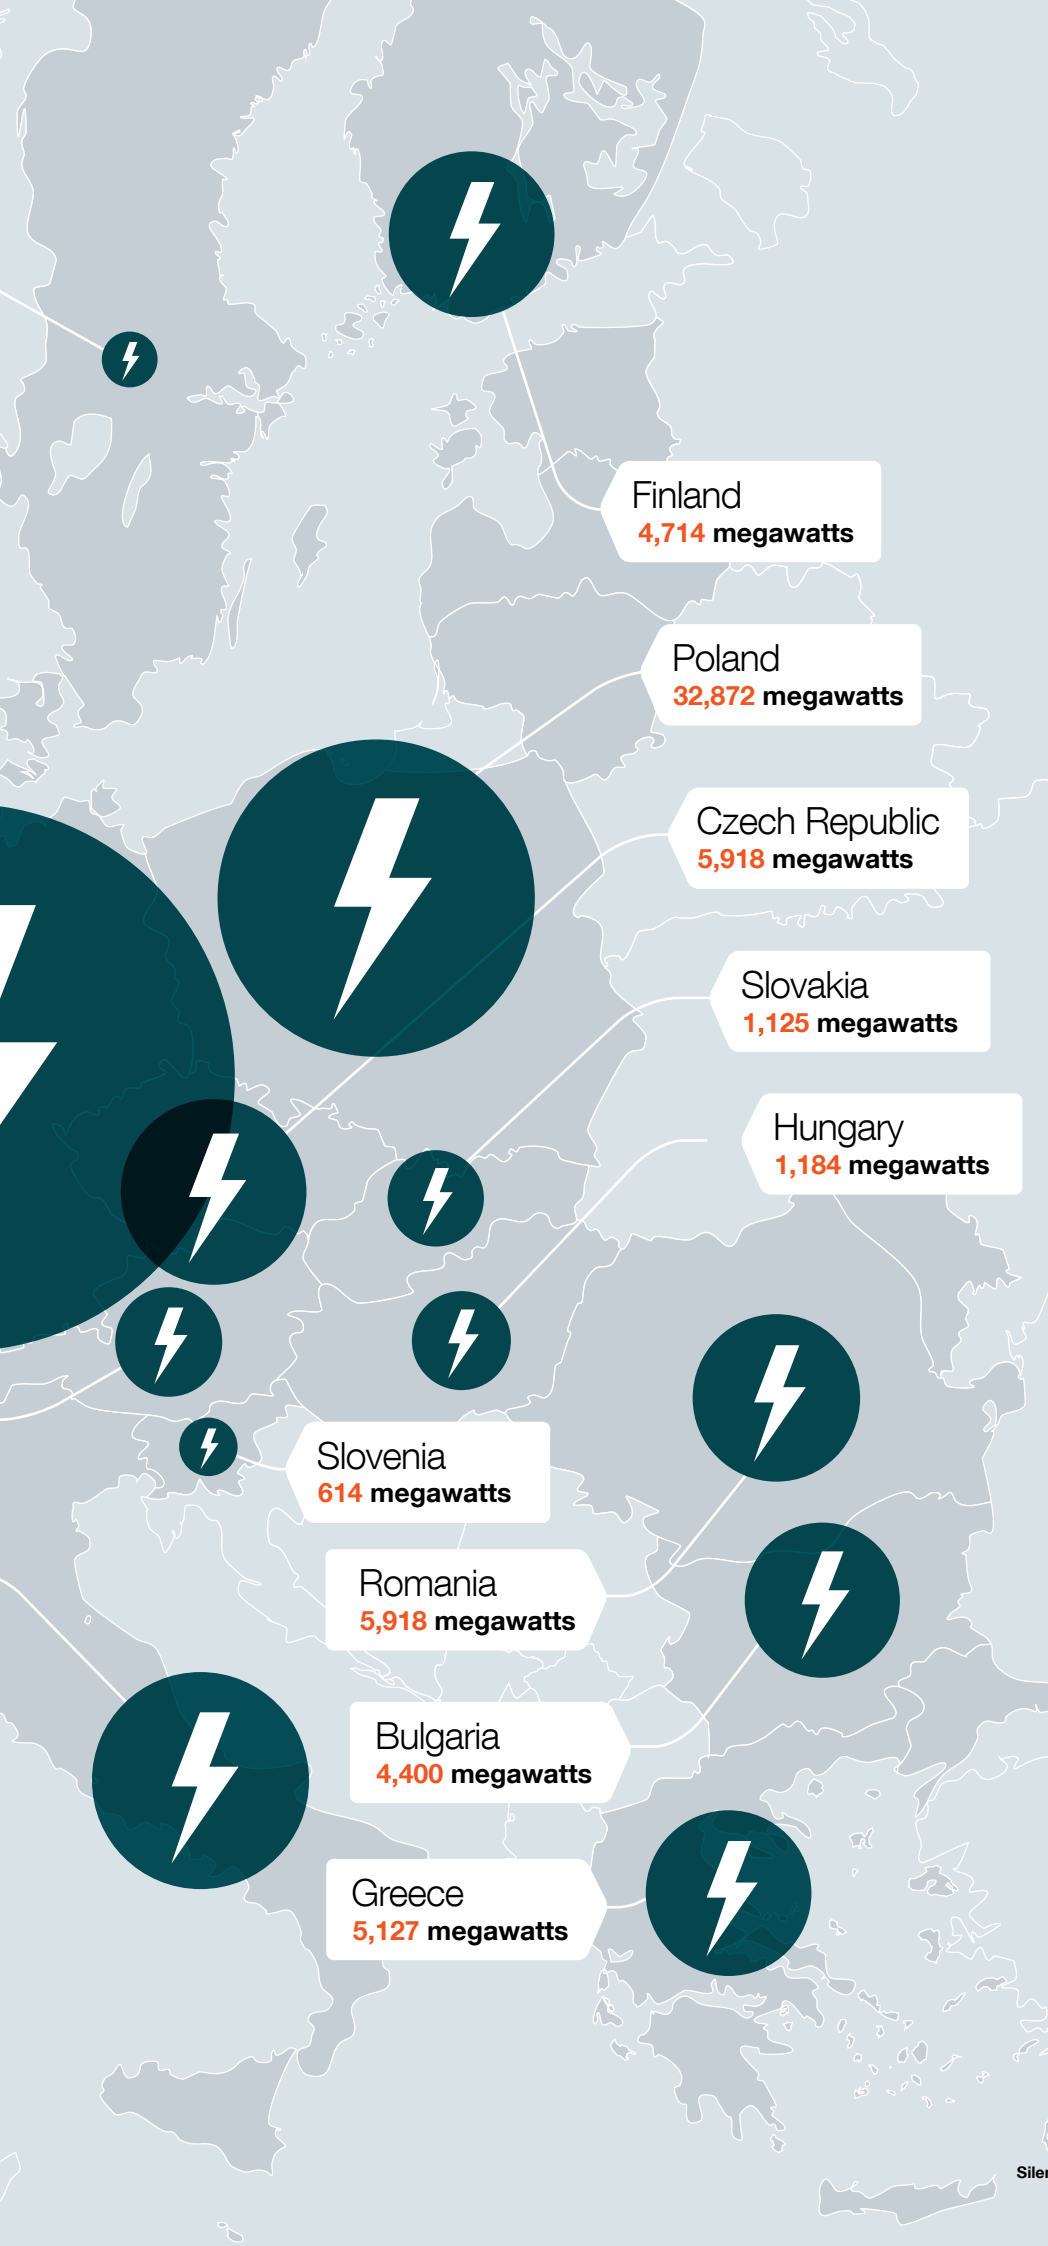 Finland
4,714 megawatts
Poland
32,872 megawatts
Czech Republic
5,918 megawatts
Slovakia
1,125 megawatts
Hungary
1,184 megawatts
Slovenia
614 megawatts
Romania
5,918 megawatts
Bulgaria
4,400 megawatts
Greece
5,127 megawatts